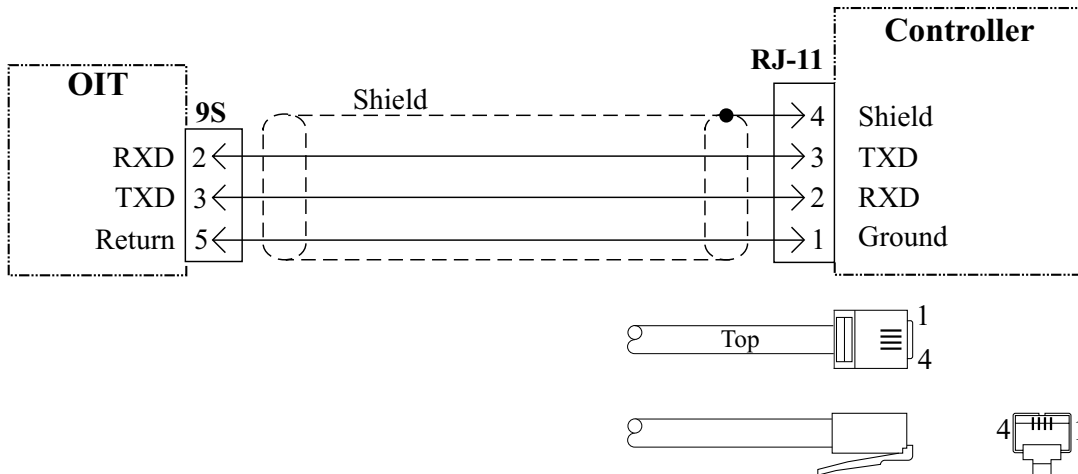 Controller
RJ-11
OIT
9S
Shield
4 Shield
RXD 2 3 TXD
TXD 3 2 RXD
Return 5 1 Ground
Top
1
4
4